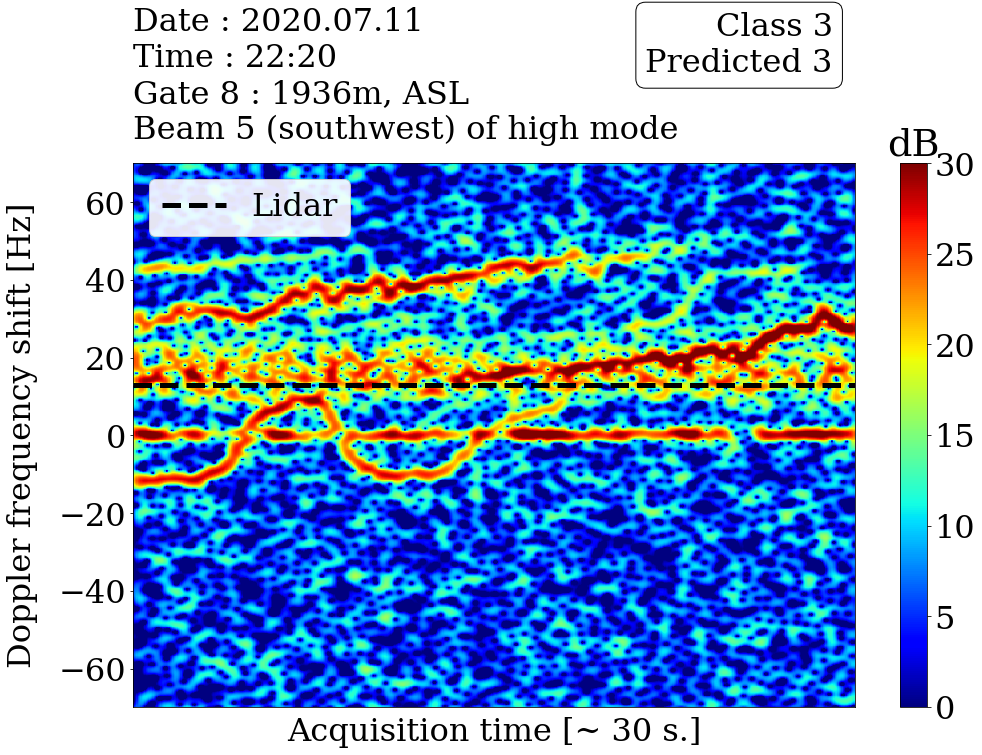 Date : 2020.07.11
Time : 22:20
Gate 8 : 1936m, ASL
Beam 5 (southwest) of high mode
Class 3
Predicted 3
dB
Lidar
Doppler frequency shift [Hz]
60
40
20
0
−20
−40
−60
Acquisition time [~ 30 s.]
30
25
20
15
10
5
0